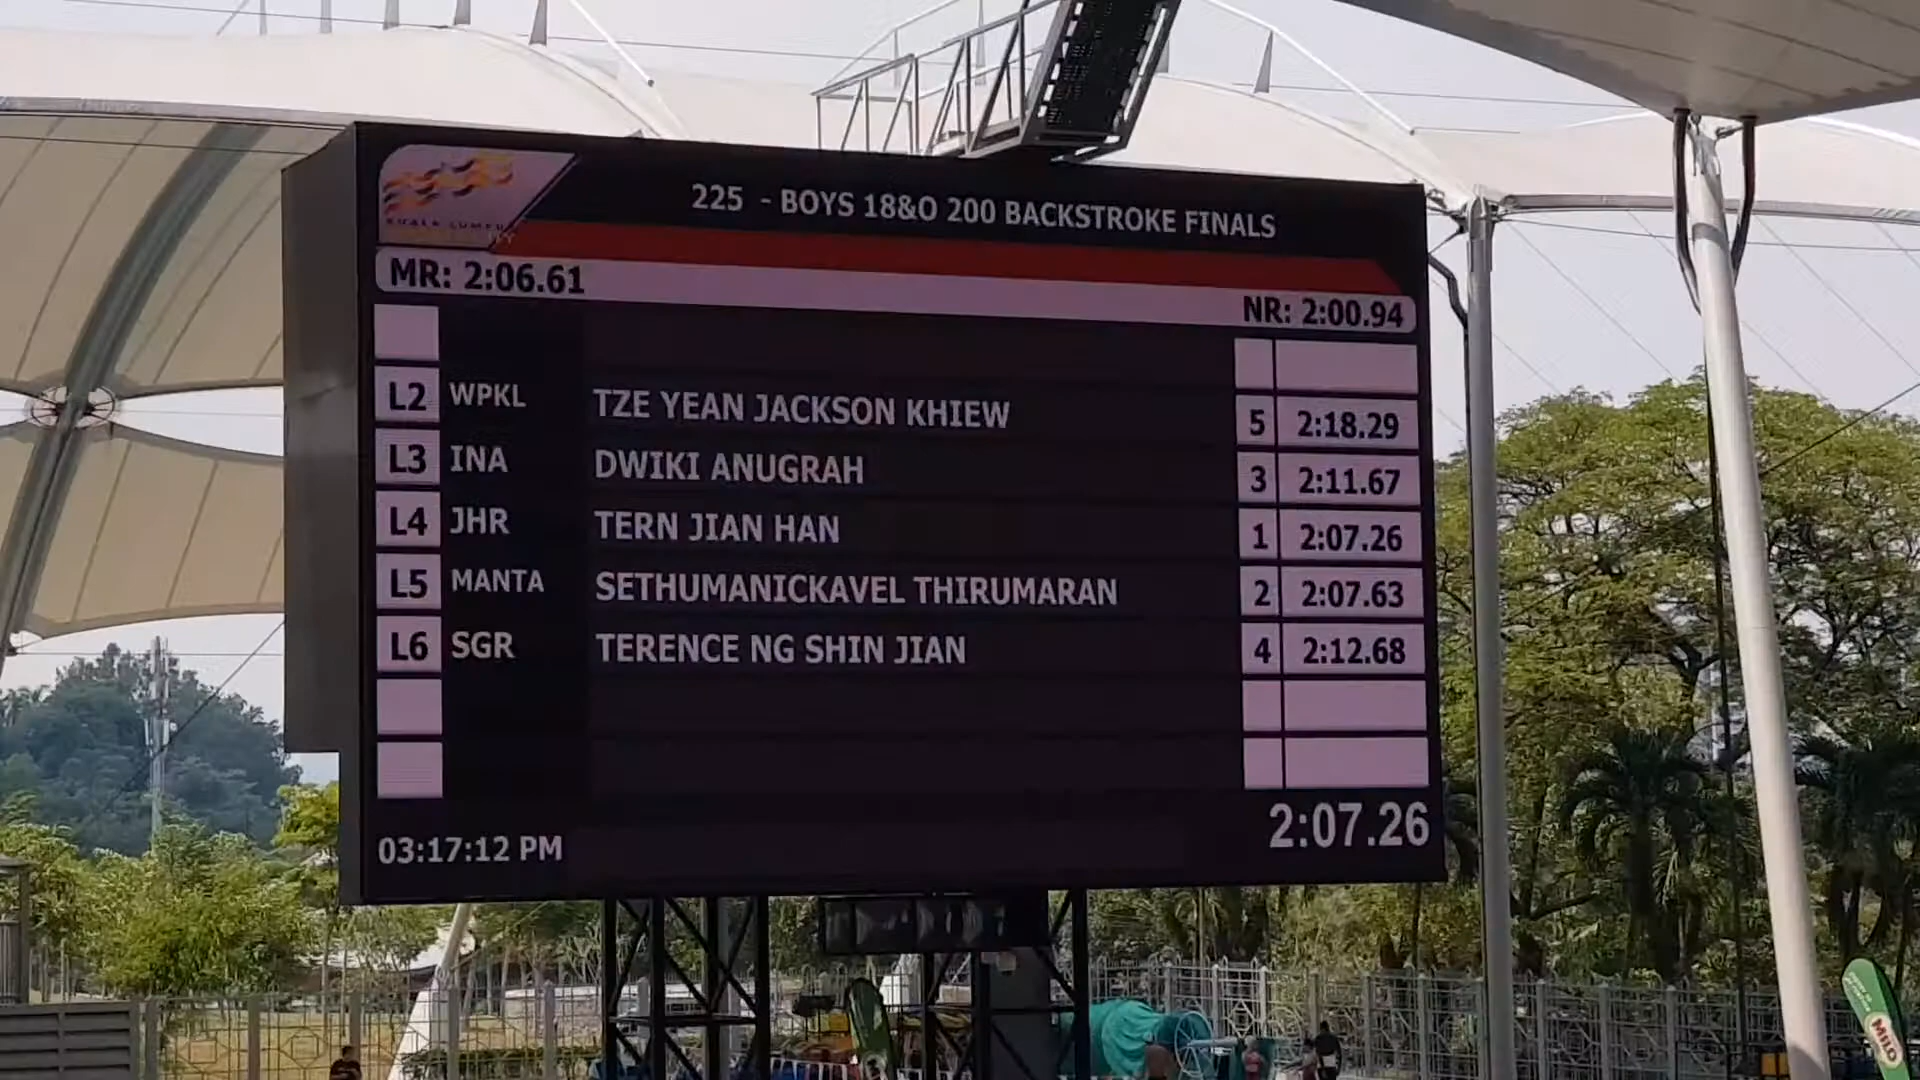 KUALA LUMPUR
225 - BOYS 18&O 200 BACKSTROKE FINALS
MR: 2:06.61
NR: 2:00.94
L2 WPKL TZE YEAN JACKSON KHIEW 5 2:18.29
L3 INA DWIKI ANUGRAH 3 2:11.67
L4 JHR TERN JIAN HAN 1 2:07.26
L5 MANTA SETHUMANICKAVEL THIRUMARAN 2 2:07.63
L6 SGR TERENCE NG SHIN JIAN 4 2:12.68
03:17:12 PM
2:07.26
MILO